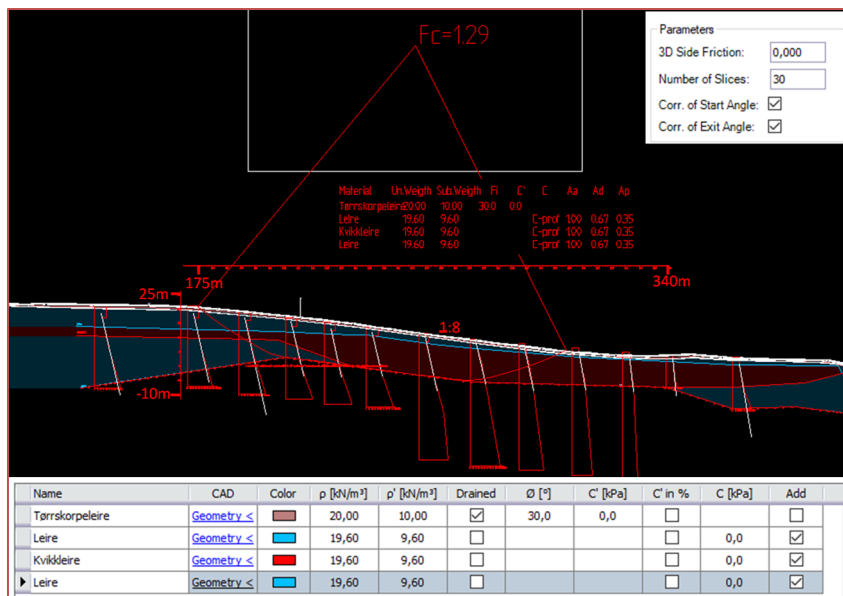 Fc=1.29
Parameters
3D Side Friction: 0,000
Number of Slices: 30
Corr. of Start Angle:
Corr. of Exit Angle:
Material Un.Weigth Sub.Weigth Fi C' C Aa Ad Ap
Tørrskorpeleire 20.00 10.00 30.0 0.0
Leire 19.60 9.60 C-prof 1.00 0.67 0.35
Kvikkleire 19.60 9.60 C-prof 1.00 0.67 0.35
Leire 19.60 9.60 C-prof 1.00 0.67 0.35
175m 340m
25m
1:8
-10m
Name CAD Color ρ [kN/m³] ρ' [kN/m³] Drained Ø [°] C' [kPa] C' in % C [kPa] Add
Tørrskorpeleire Geometry < 20,00 10,00 30,0 0,0
Leire Geometry < 19,60 9,60 0,0
Kvikkleire Geometry < 19,60 9,60 0,0
Leire Geometry < 19,60 9,60 0,0